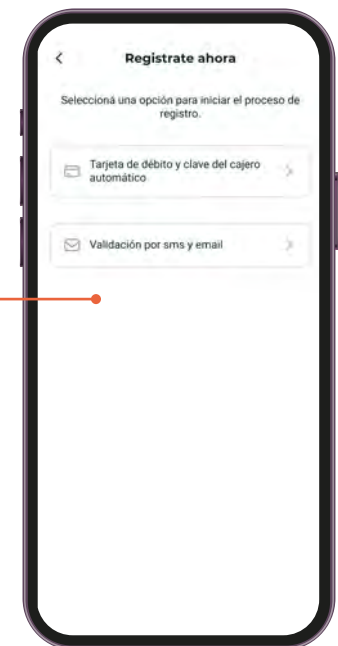 Registrate ahora
Seleccioná una opción para iniciar el proceso de
registro.
Tarjeta de débito y clave del cajero
automático
Validación por sms y email